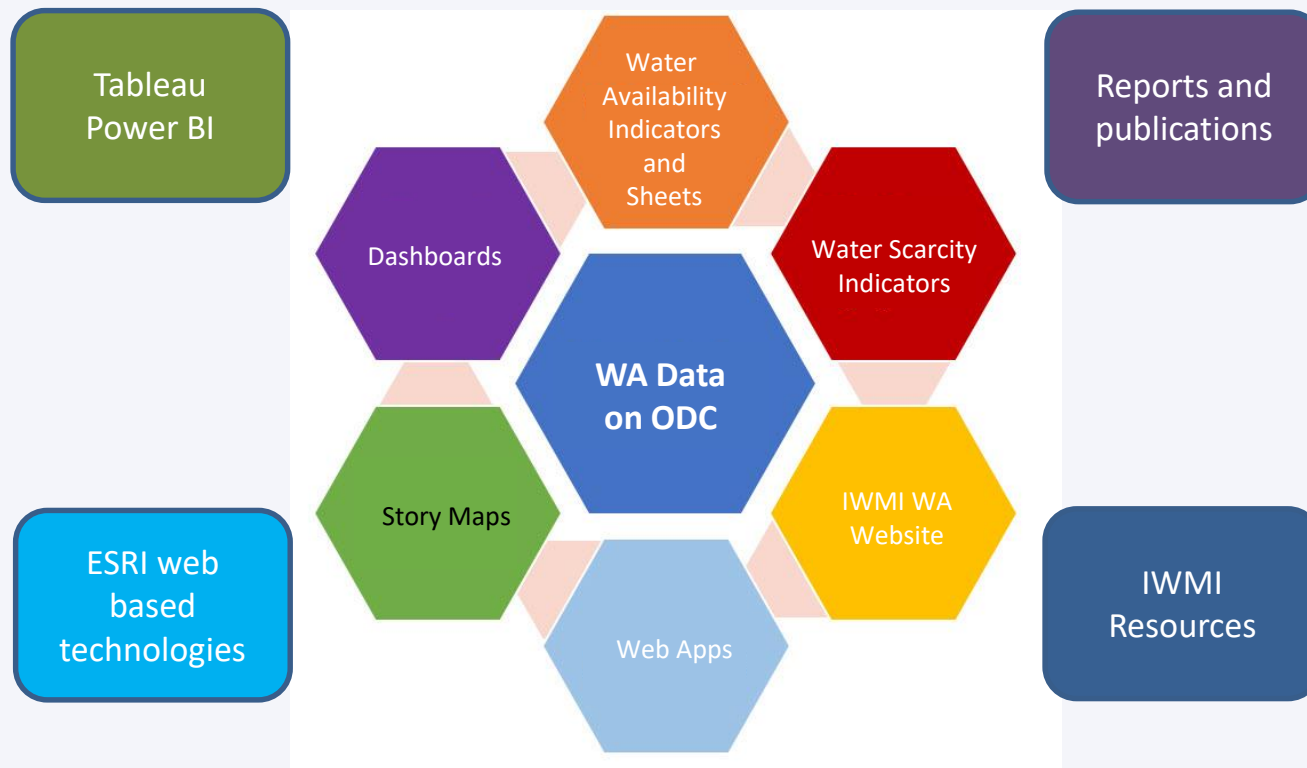 Tableau
Power BI
Water
Availability
Indicators
and
Sheets
Reports and
publications
Dashboards
Water Scarcity
Indicators
WA Data
on ODC
Story Maps
IWMI WA
Website
ESRI web
based
technologies
Web Apps
IWMI
Resources